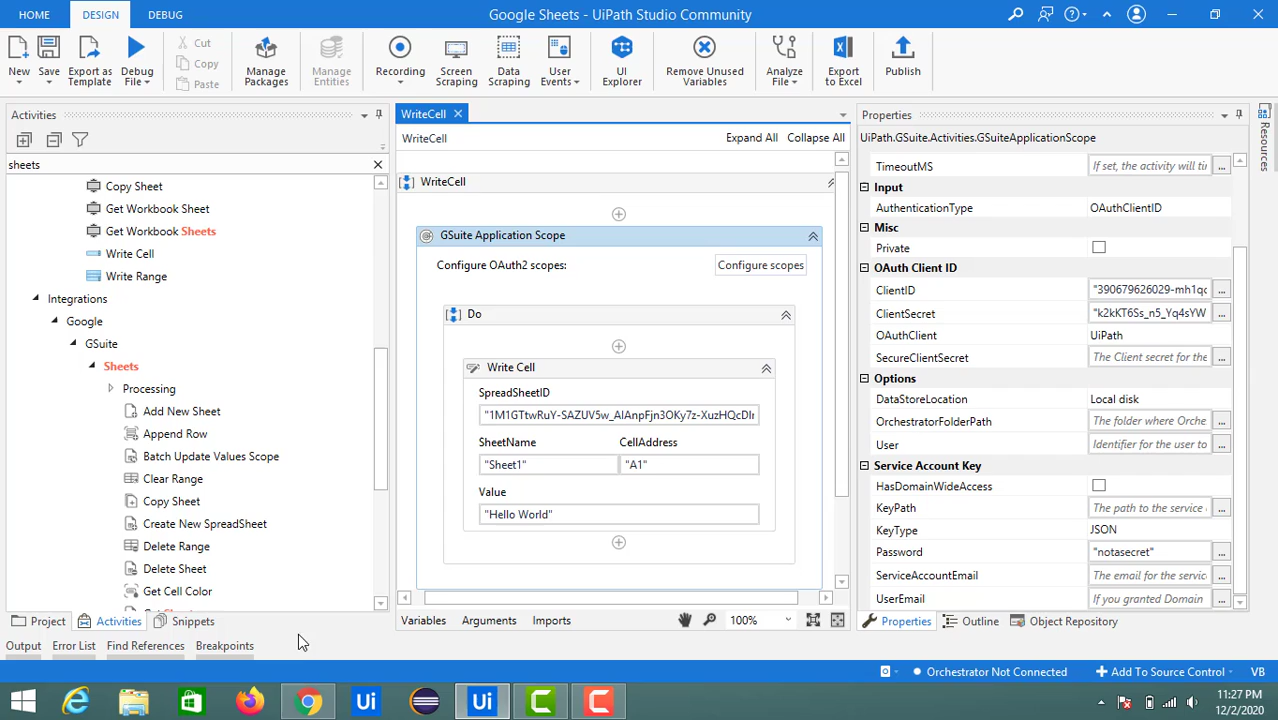 HOME DESIGN DEBUG Google Sheets - UiPath Studio Community
New Save Export as Template Debug File Cut Copy Paste Manage Packages Manage Entities Recording Screen Scraping Data Scraping User Events UI Explorer Remove Unused Variables Analyze File Export to Excel Publish
Activities
sheets
Copy Sheet
Get Workbook Sheet
Get Workbook Sheets
Write Cell
Write Range
Integrations
Google
GSuite
Sheets
Processing
Add New Sheet
Append Row
Batch Update Values Scope
Clear Range
Copy Sheet
Create New SpreadSheet
Delete Range
Delete Sheet
Get Cell Color
Project Activities Snippets
WriteCell
WriteCell Expand All Collapse All
WriteCell
GSuite Application Scope
Configure OAuth2 scopes: Configure scopes
Do
Write Cell
SpreadSheetID
SheetName CellAddress
"Sheet1" "A1"
Value
"Hello World"
Variables Arguments Imports 100%
Properties
UiPath.GSuite.Activities.GSuiteApplicationScope
TimeoutMS If set, the activity will ti
Input
AuthenticationType OAuthClientID
Misc
Private
OAuth Client ID
ClientID "390679626029-mh1qc
ClientSecret "k2kKT6Ss_n5_Yq4sYW
OAuthClient UiPath
SecureClientSecret The Client secret for the
Options
DataStoreLocation Local disk
OrchestratorFolderPath The folder where Orche
User Identifier for the user to
Service Account Key
HasDomainWideAccess
KeyPath The path to the service
KeyType JSON
Password "notasecret"
ServiceAccountEmail The email for the servic
UserEmail If you granted Domain
Properties Outline Object Repository
Resources
Output Error List Find References Breakpoints
Orchestrator Not Connected Add To Source Control VB
Ui Ui C C
11:27 PM
12/2/2020